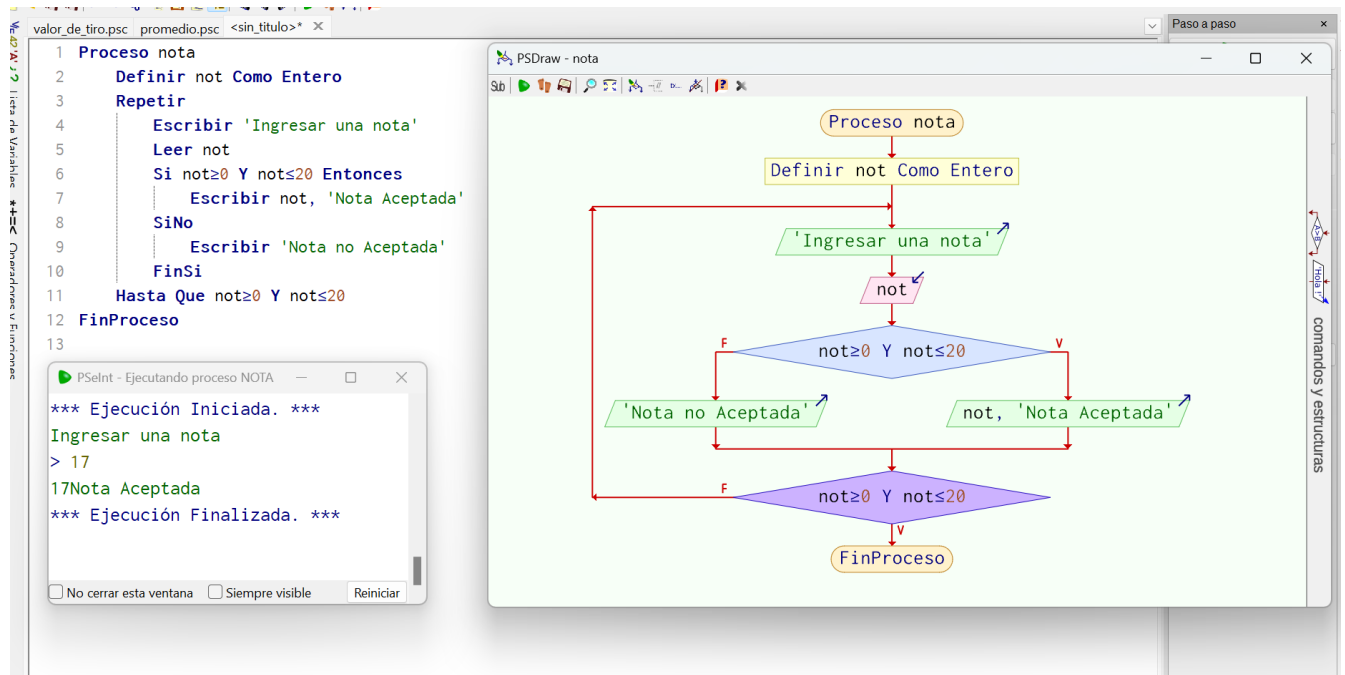 valor_de_tiro.psc promedio.psc <sin_titulo>*
Paso a paso
Lista de Variables
*+=< Operadores y Funciones
1 Proceso nota
2 Definir not Como Entero
3 Repetir
4 Escribir 'Ingresar una nota'
5 Leer not
6 Si not≥0 Y not≤20 Entonces
7 Escribir not, 'Nota Aceptada'
8 SiNo
9 Escribir 'Nota no Aceptada'
10 FinSi
11 Hasta Que not≥0 Y not≤20
12 FinProceso
13
PSeInt - Ejecutando proceso NOTA
*** Ejecución Iniciada. ***
Ingresar una nota
> 17
17Nota Aceptada
*** Ejecución Finalizada. ***
No cerrar esta ventana Siempre visible Reiniciar
PSDraw - nota
Sub
Proceso nota
Definir not Como Entero
'Ingresar una nota'
not
F not≥0 Y not≤20 V
'Nota no Aceptada' not, 'Nota Aceptada'
F not≥0 Y not≤20
V
FinProceso
A>B
'Hola !'
comandos y estructuras